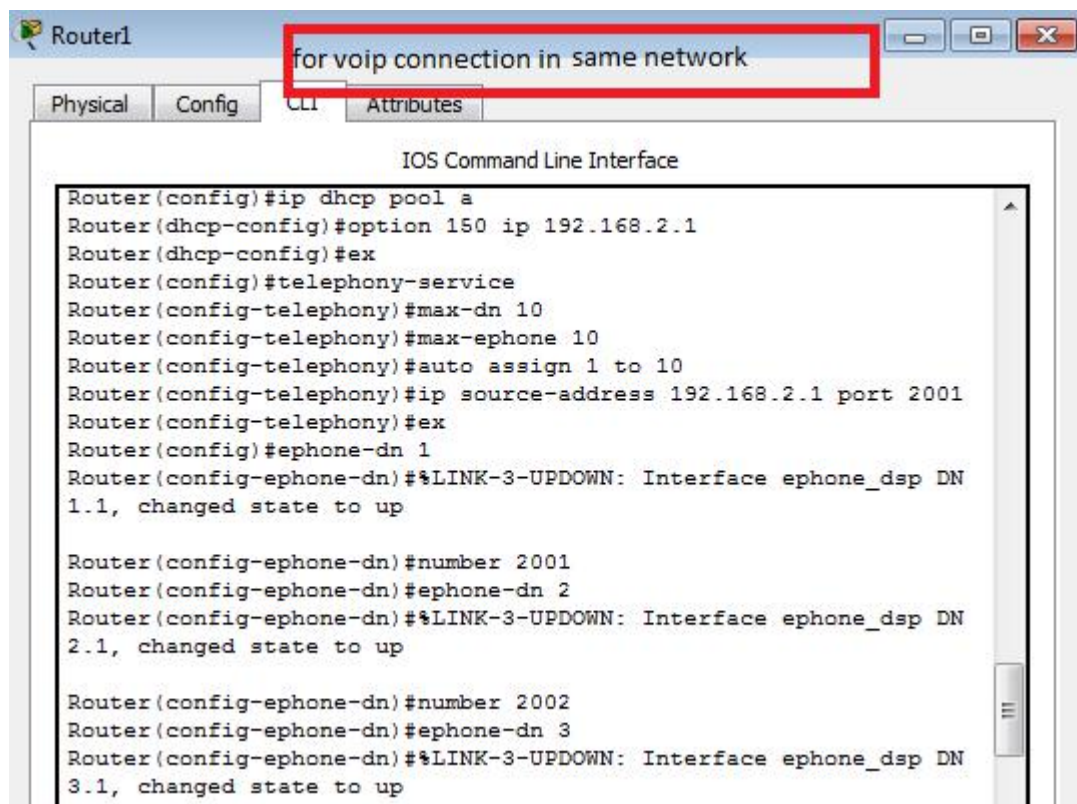 Router1
for voip connection in same network
Physical Config CLI Attributes
IOS Command Line Interface
Router(config)#ip dhcp pool a
Router(dhcp-config)#option 150 ip 192.168.2.1
Router(dhcp-config)#ex
Router(config)#telephony-service
Router(config-telephony)#max-dn 10
Router(config-telephony)#max-ephone 10
Router(config-telephony)#auto assign 1 to 10
Router(config-telephony)#ip source-address 192.168.2.1 port 2001
Router(config-telephony)#ex
Router(config)#ephone-dn 1
Router(config-ephone-dn)#%LINK-3-UPDOWN: Interface ephone_dsp DN
1.1, changed state to up
Router(config-ephone-dn)#number 2001
Router(config-ephone-dn)#ephone-dn 2
Router(config-ephone-dn)#%LINK-3-UPDOWN: Interface ephone_dsp DN
2.1, changed state to up
Router(config-ephone-dn)#number 2002
Router(config-ephone-dn)#ephone-dn 3
Router(config-ephone-dn)#%LINK-3-UPDOWN: Interface ephone_dsp DN
3.1, changed state to up